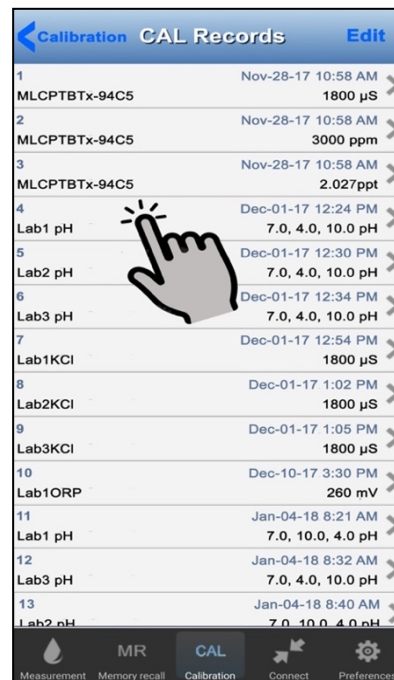 Calibration CAL Records Edit
1 Nov-28-17 10:58 AM
MLCPTBTx-94C5 1800 µS
2 Nov-28-17 10:58 AM
MLCPTBTx-94C5 3000 ppm
3 Nov-28-17 10:58 AM
MLCPTBTx-94C5 2.027ppt
4 Dec-01-17 12:24 PM
Lab1 pH 7.0, 4.0, 10.0 pH
5 Dec-01-17 12:30 PM
Lab2 pH 7.0, 4.0, 10.0 pH
6 Dec-01-17 12:34 PM
Lab3 pH 7.0, 4.0, 10.0 pH
7 Dec-01-17 12:54 PM
Lab1KCl 1800 µS
8 Dec-01-17 1:02 PM
Lab2KCl 1800 µS
9 Dec-01-17 1:05 PM
Lab3KCl 1800 µS
10 Dec-10-17 3:30 PM
Lab1ORP 260 mV
11 Jan-04-18 8:21 AM
Lab1 pH 7.0, 10.0, 4.0 pH
12 Jan-04-18 8:32 AM
Lab3 pH 7.0, 4.0, 10.0 pH
13 Jan-04-18 8:40 AM
Lab2 pH 7.0, 10.0, 4.0 pH
MR CAL
Measurement Memory recall Calibration Connect Preferences